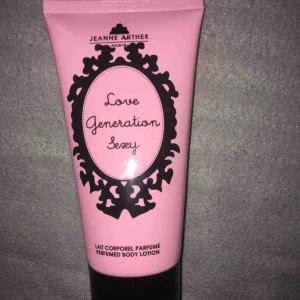 JEANNE ARTHES
PARIS
Love
Generation
Sexy
LAIT CORPOREL PARFUMÉ
PERFUMED BODY LOTION